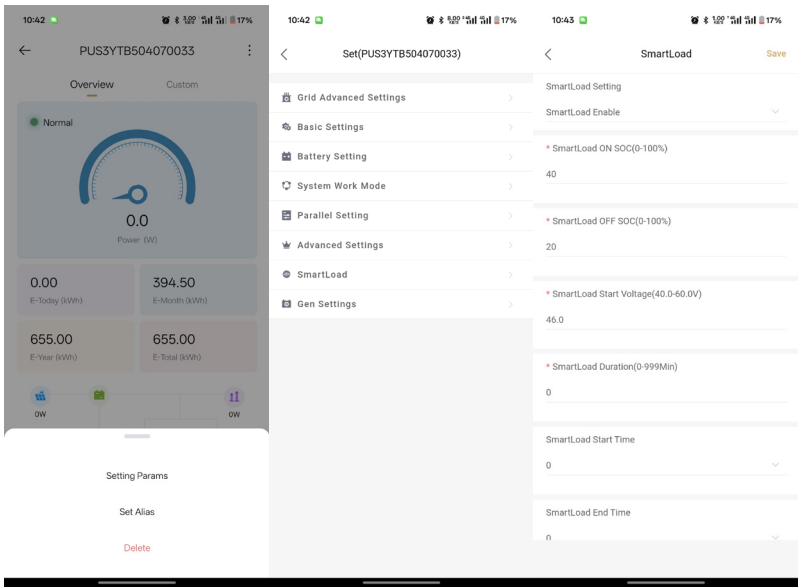 10:42
3.00 KB/S
17%
PUS3YTB504070033
Overview
Custom
Normal
0.0
Power (W)
0.00
E-Today (kWh)
394.50
E-Month (kWh)
655.00
E-Year (kWh)
655.00
E-Total (kWh)
0W
0W
Setting Params
Set Alias
Delete
10:42
17%
Set(PUS3YTB504070033)
Grid Advanced Settings
Basic Settings
Battery Setting
System Work Mode
Parallel Setting
Advanced Settings
SmartLoad
Gen Settings
10:43
17%
SmartLoad
Save
SmartLoad Setting
SmartLoad Enable
* SmartLoad ON SOC(0-100%)
40
* SmartLoad OFF SOC(0-100%)
20
* SmartLoad Start Voltage(40.0-60.0V)
46.0
* SmartLoad Duration(0-999Min)
0
SmartLoad Start Time
0
SmartLoad End Time
0